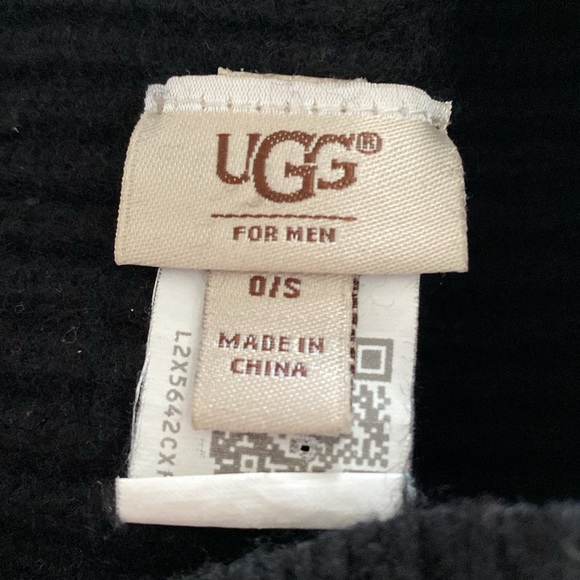 UGG®
FOR MEN
O/S
MADE IN
CHINA
L2X5642CX